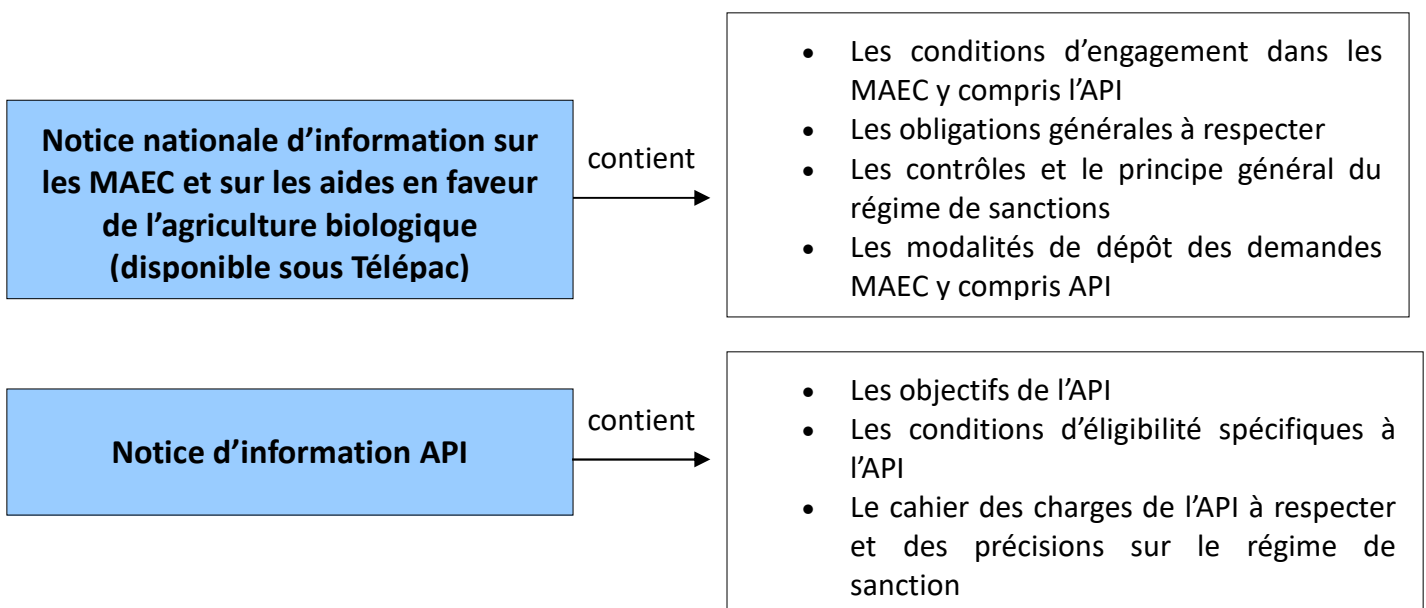 Notice nationale d’information sur
les MAEC et sur les aides en faveur
de l’agriculture biologique
(disponible sous Télépac)
contient
• Les conditions d’engagement dans les
MAEC y compris l’API
• Les obligations générales à respecter
• Les contrôles et le principe général du
régime de sanctions
• Les modalités de dépôt des demandes
MAEC y compris API
Notice d’information API
contient
• Les objectifs de l’API
• Les conditions d’éligibilité spécifiques à
l’API
• Le cahier des charges de l’API à respecter
et des précisions sur le régime de
sanction